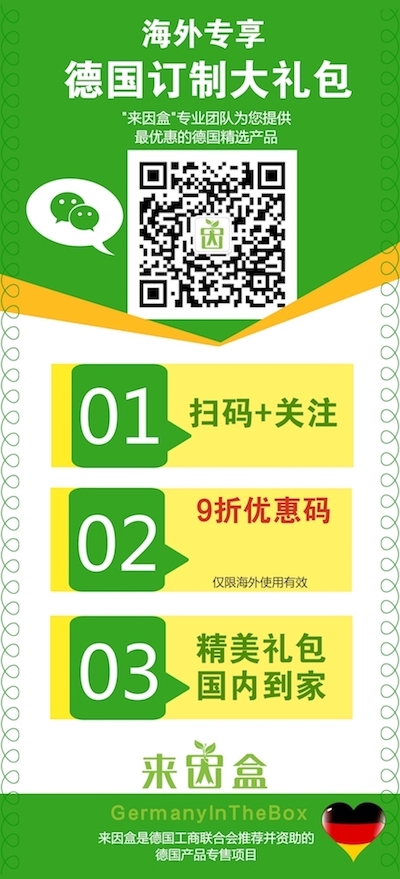 海外专享
德国订制大礼包
"来因盒"专业团队为您提供
最优惠的德国精选产品
因
01
扫码+关注
02
9折优惠码
仅限海外使用有效
03
精美礼包
国内到家
来因盒
GermanyInTheBox
来因盒是德国工商联合会推荐并资助的
德国产品专售项目